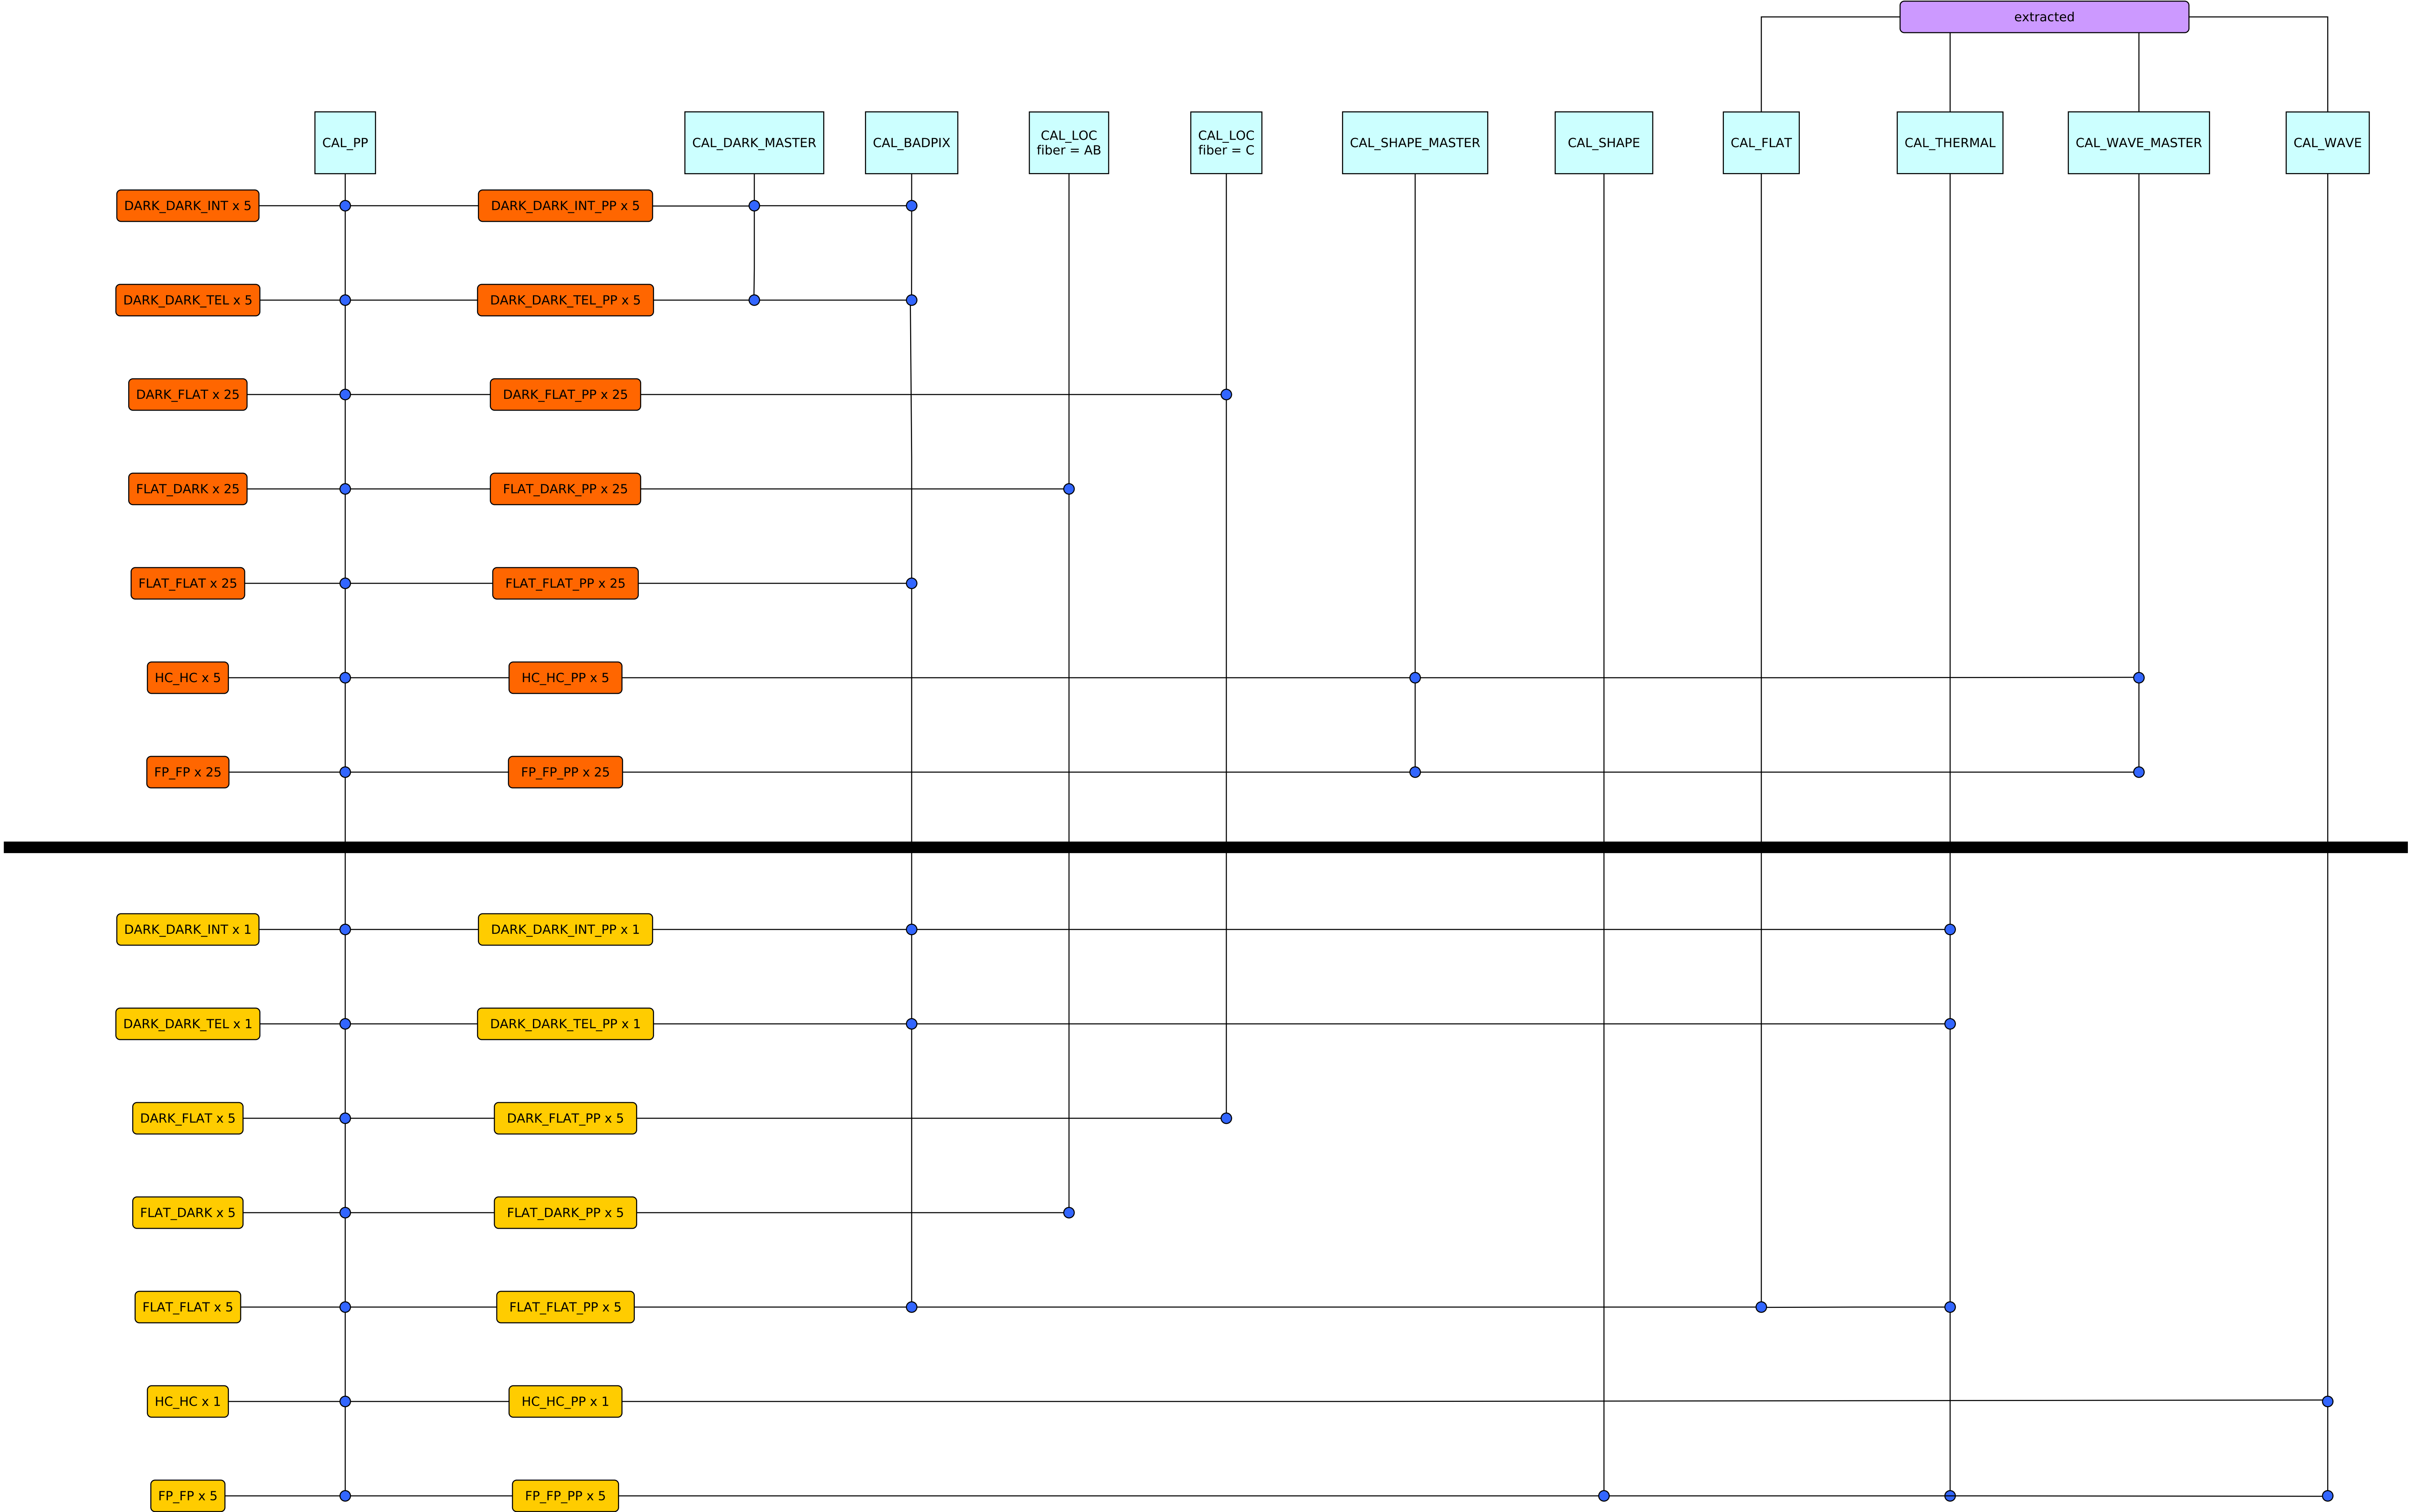 extracted
CAL_PP
CAL_DARK_MASTER
CAL_BADPIX
CAL_LOC
fiber = AB
CAL_LOC
fiber = C
CAL_SHAPE_MASTER
CAL_SHAPE
CAL_FLAT
CAL_THERMAL
CAL_WAVE_MASTER
CAL_WAVE
DARK_DARK_INT x 5
DARK_DARK_INT_PP x 5
DARK_DARK_TEL x 5
DARK_DARK_TEL_PP x 5
DARK_FLAT x 25
DARK_FLAT_PP x 25
FLAT_DARK x 25
FLAT_DARK_PP x 25
FLAT_FLAT x 25
FLAT_FLAT_PP x 25
HC_HC x 5
HC_HC_PP x 5
FP_FP x 25
FP_FP_PP x 25
DARK_DARK_INT x 1
DARK_DARK_INT_PP x 1
DARK_DARK_TEL x 1
DARK_DARK_TEL_PP x 1
DARK_FLAT x 5
DARK_FLAT_PP x 5
FLAT_DARK x 5
FLAT_DARK_PP x 5
FLAT_FLAT x 5
FLAT_FLAT_PP x 5
HC_HC x 1
HC_HC_PP x 1
FP_FP x 5
FP_FP_PP x 5